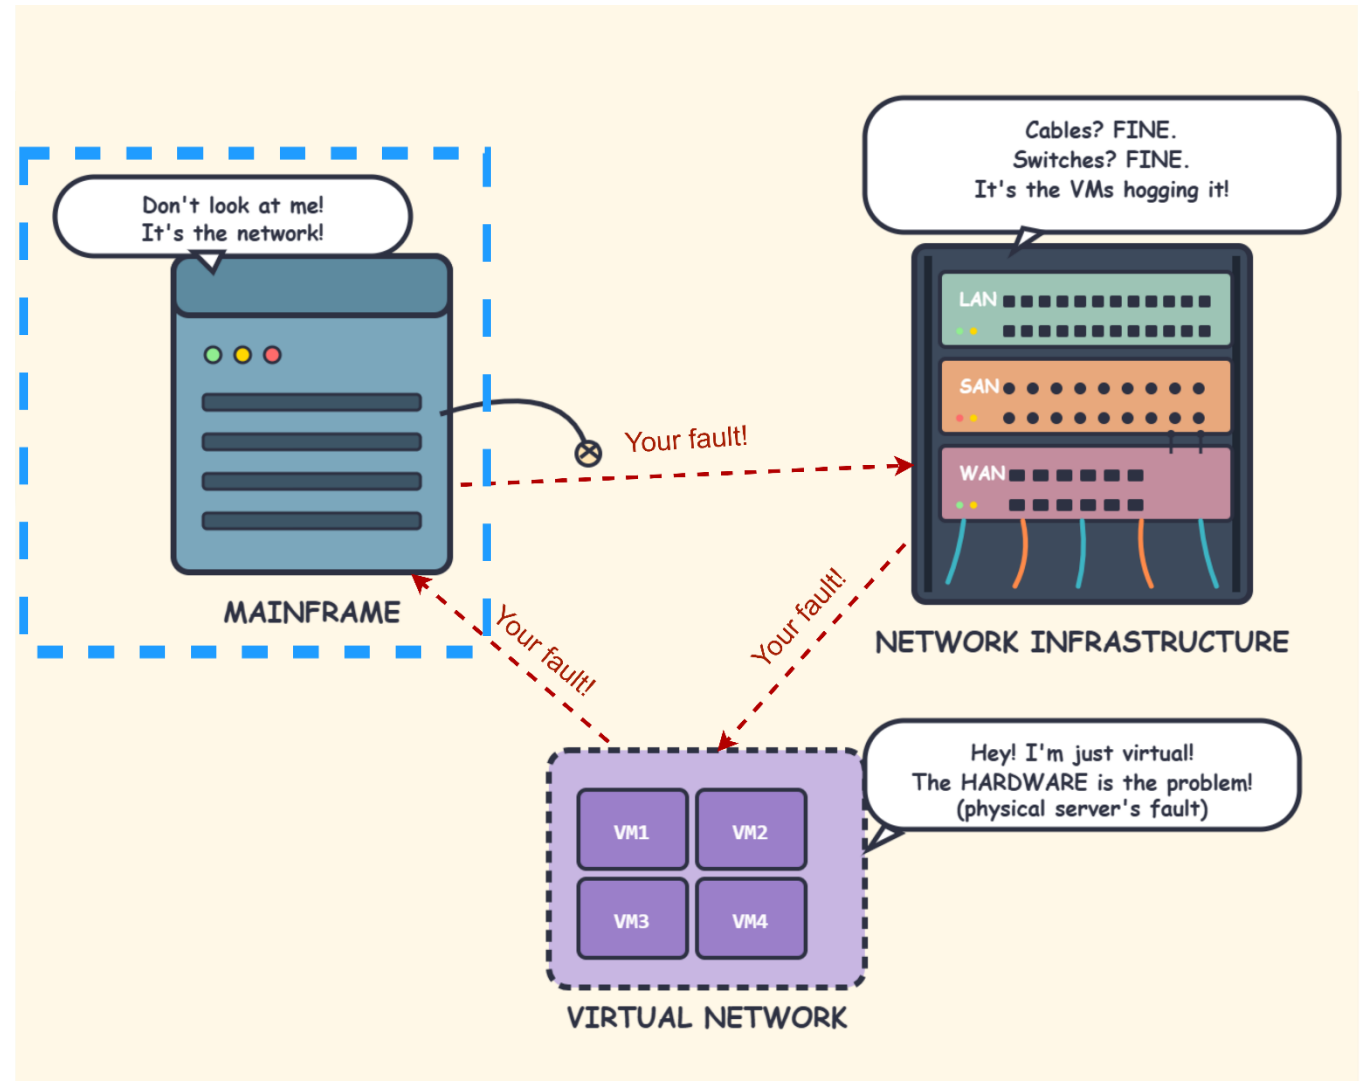 Cables? FINE.
Switches? FINE.
It's the VMs hogging it!
Don't look at me!
It's the network!
LAN
SAN
WAN
Your fault!
Your fault!
Your fault!
MAINFRAME
NETWORK INFRASTRUCTURE
Hey! I'm just virtual!
The HARDWARE is the problem!
(physical server's fault)
VM1
VM2
VM3
VM4
VIRTUAL NETWORK